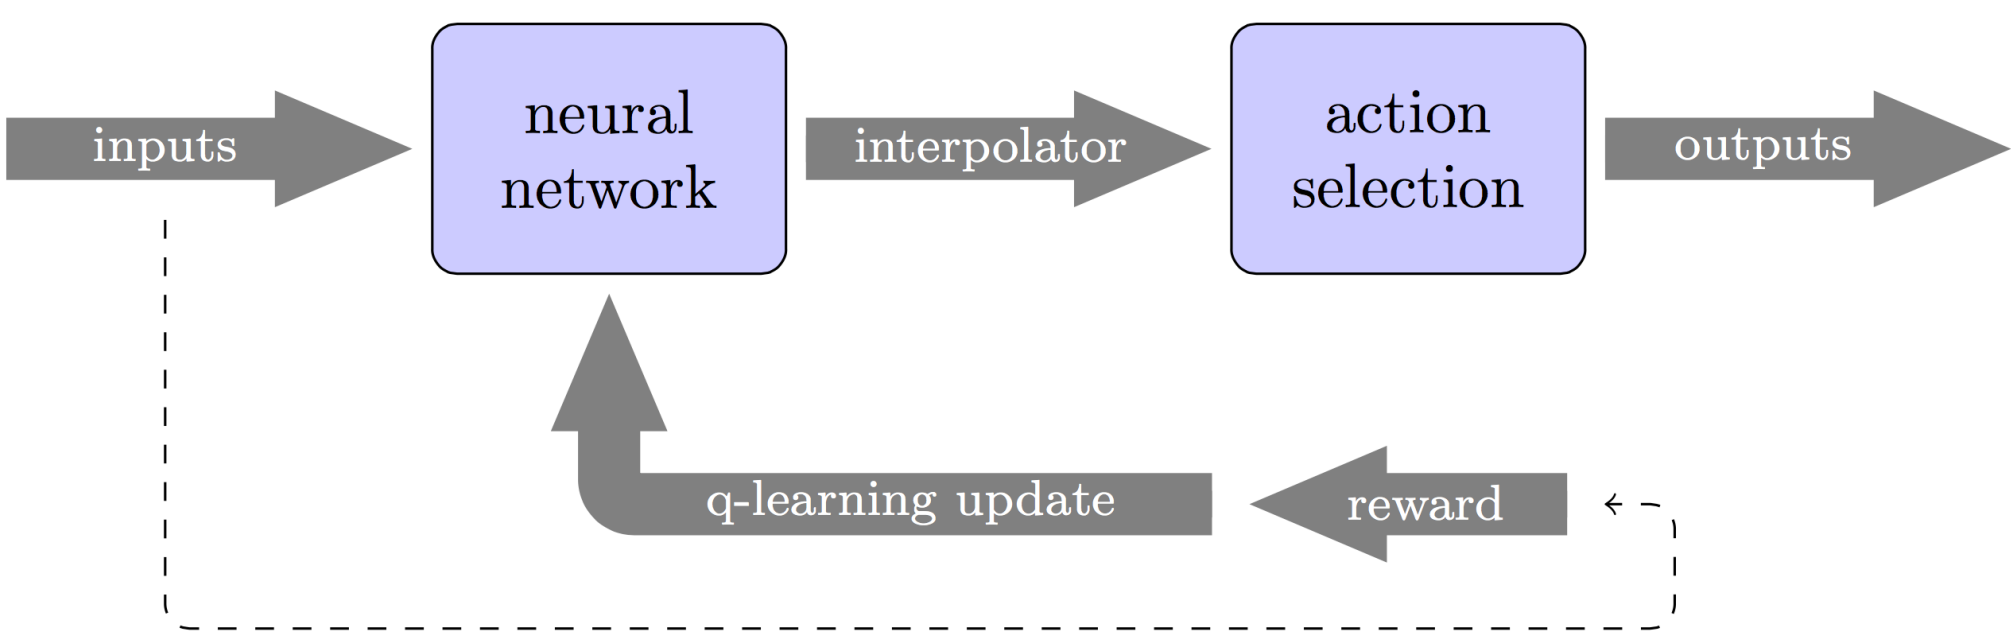 inputs
neural
network
interpolator
action
selection
outputs
q-learning update
reward